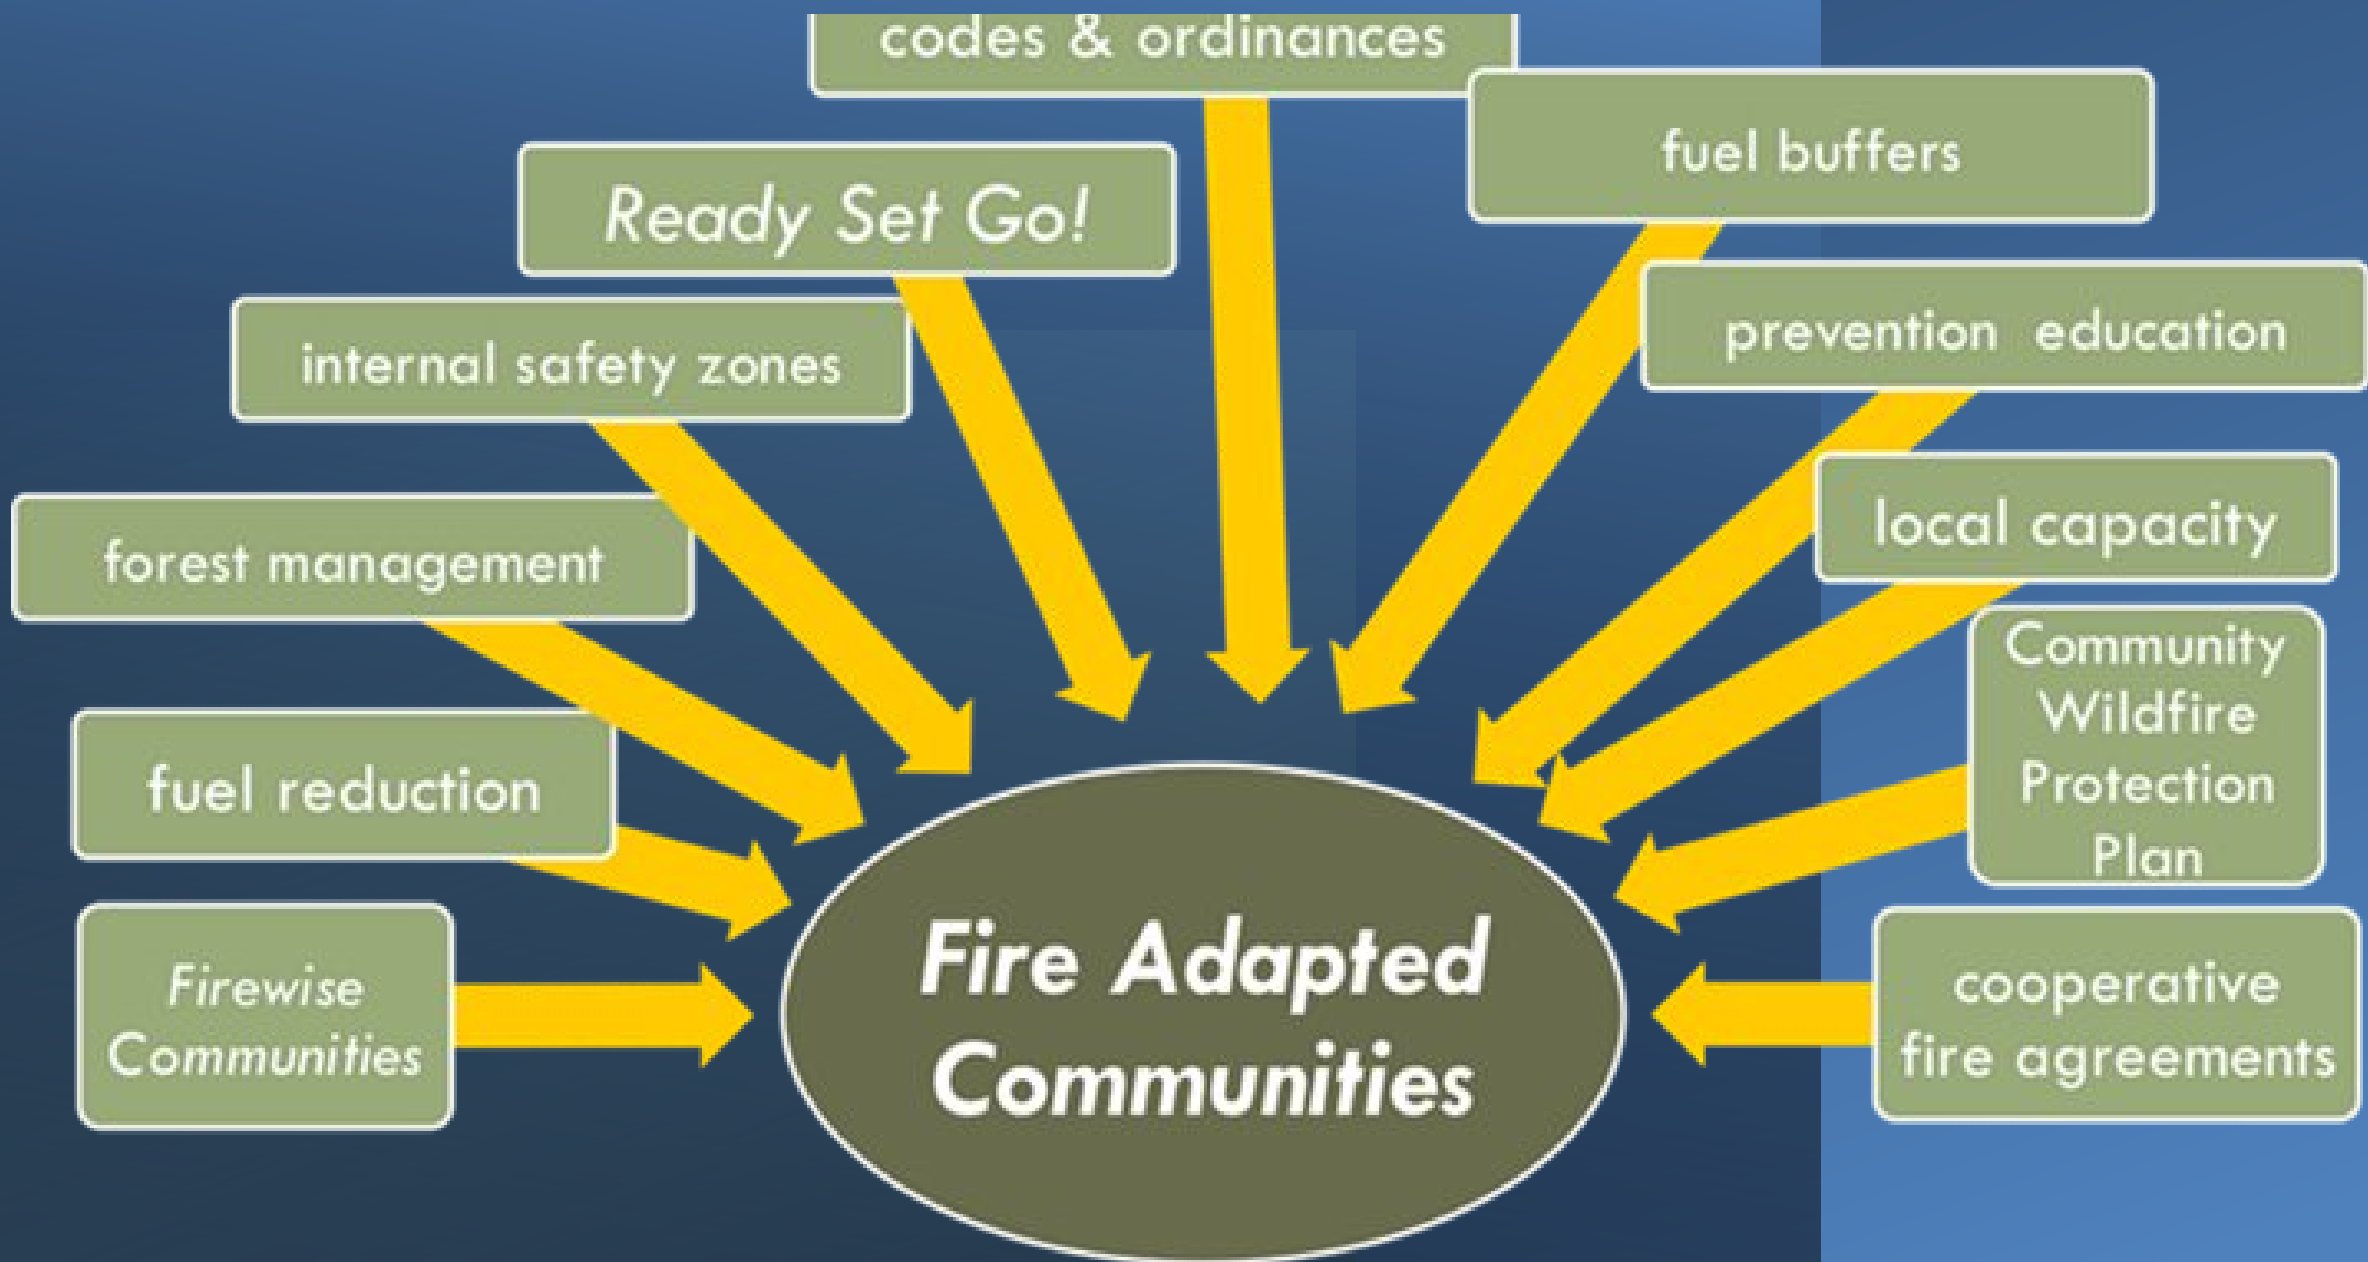 codes & ordinances
fuel buffers
Ready Set Go!
prevention education
internal safety zones
local capacity
forest management
Community
Wildfire
Protection
Plan
fuel reduction
Firewise
Communities
Fire Adapted
Communities
cooperative
fire agreements